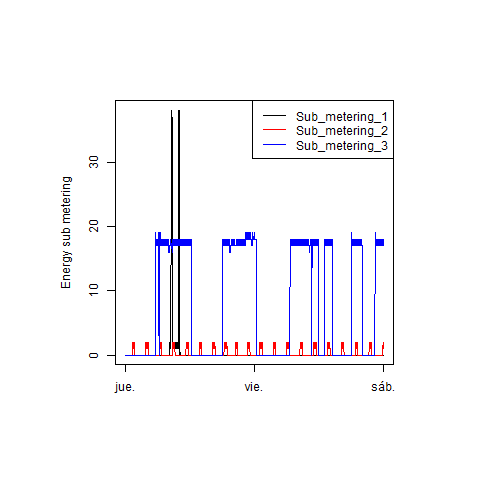 Sub_metering_1
Sub_metering_2
Sub_metering_3
Energy sub metering
30
20
10
0
jue.
vie.
sáb.